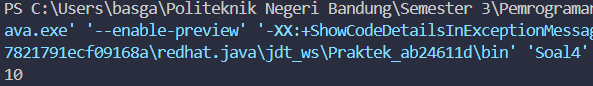 PS C:\Users\basga\Politeknik Negeri Bandung\Semester 3\Pemrograman
ava.exe' '--enable-preview' '-XX:+ShowCodeDetailsInExceptionMessag
7821791ecf09168a\redhat.java\jdt_ws\Praktek_ab24611d\bin' 'Soal4'
10